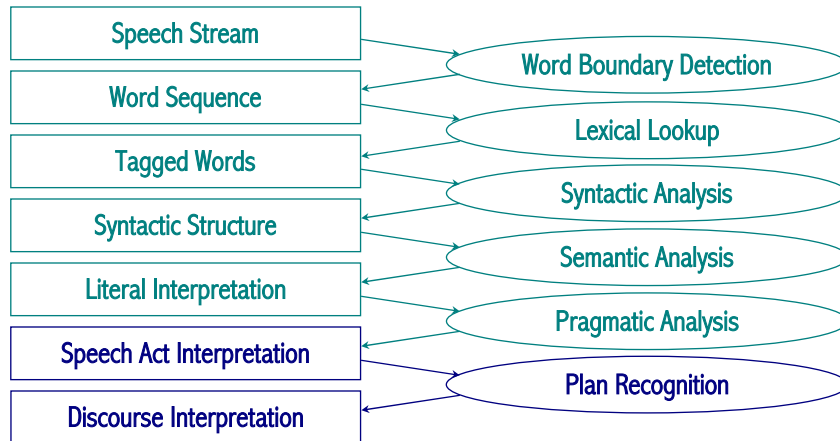 Speech Stream
Word Boundary Detection
Word Sequence
Lexical Lookup
Tagged Words
Syntactic Analysis
Syntactic Structure
Semantic Analysis
Literal Interpretation
Pragmatic Analysis
Speech Act Interpretation
Plan Recognition
Discourse Interpretation